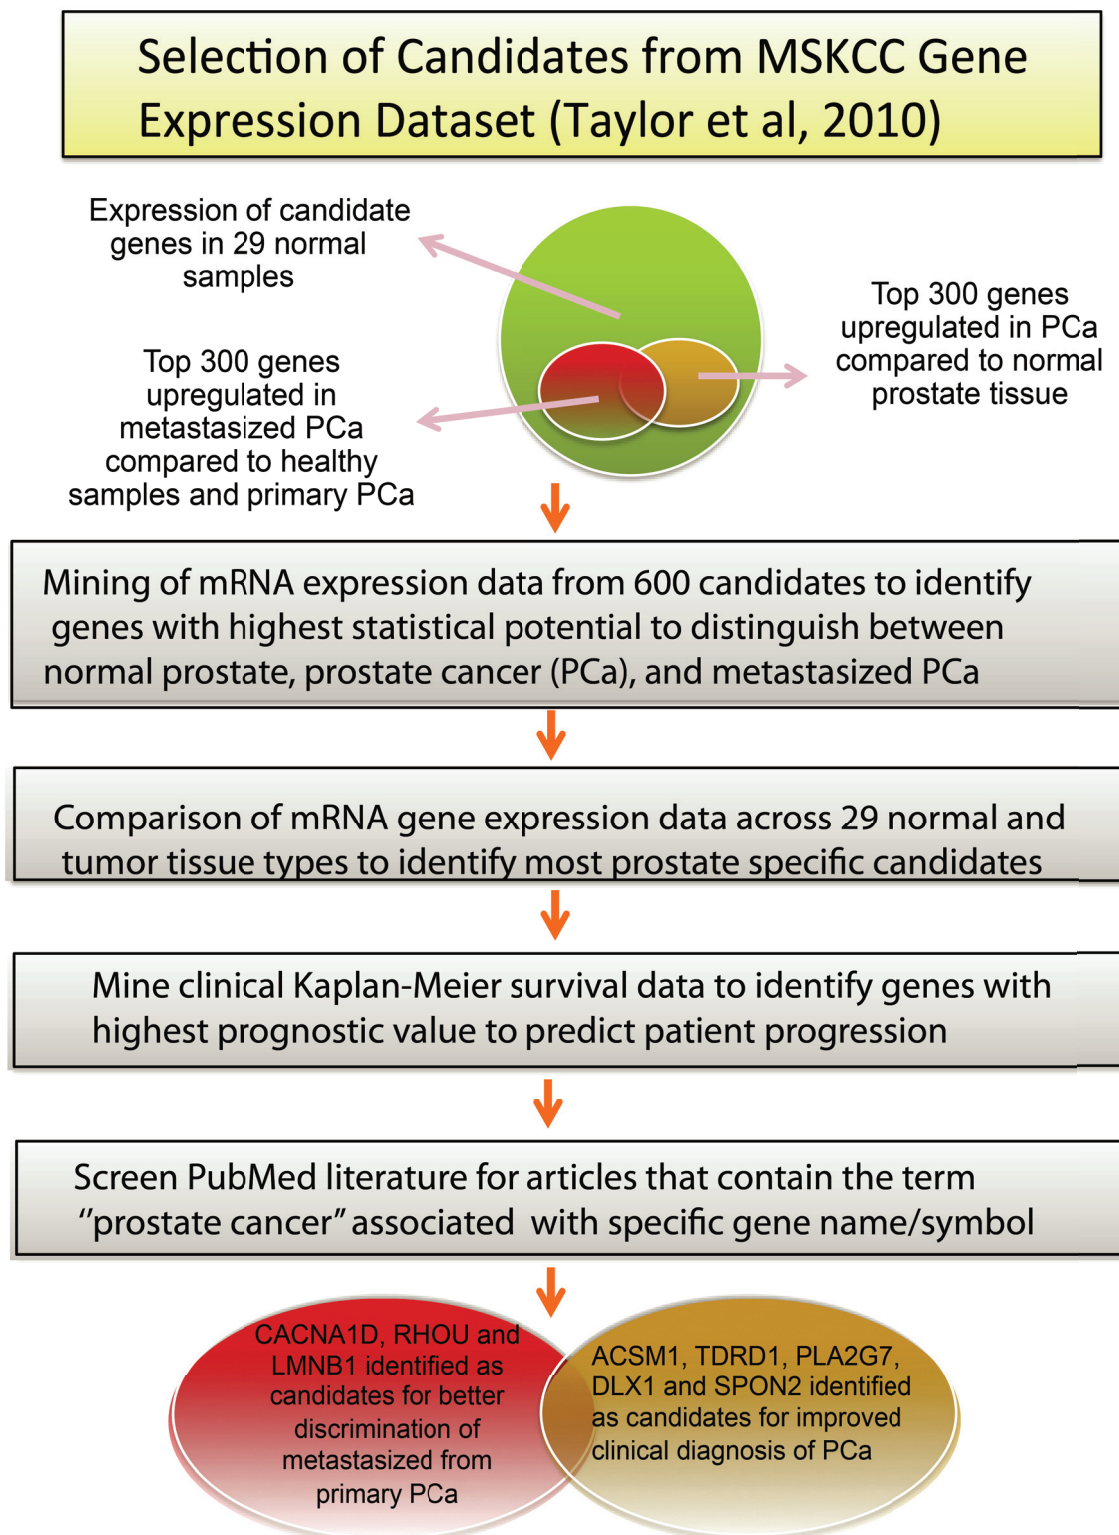 Selection of Candidates from MSKCC Gene
Expression Dataset (Taylor et al, 2010)
Expression of candidate
genes in 29 normal
samples
Top 300 genes
upregulated in PCa
compared to normal
prostate tissue
Top 300 genes
upregulated in
metastasized PCa
compared to healthy
samples and primary PCa
Mining of mRNA expression data from 600 candidates to identify
genes with highest statistical potential to distinguish between
normal prostate, prostate cancer (PCa), and metastasized PCa
Comparison of mRNA gene expression data across 29 normal and
tumor tissue types to identify most prostate specific candidates
Mine clinical Kaplan-Meier survival data to identify genes with
highest prognostic value to predict patient progression
Screen PubMed literature for articles that contain the term
“prostate cancer” associated with specific gene name/symbol
CACNA1D, RHOU and
LMNB1 identified as
candidates for better
discrimination of
metastasized from
primary PCa
ACSM1, TDRD1, PLA2G7,
DLX1 and SPON2 identified
as candidates for improved
clinical diagnosis of PCa